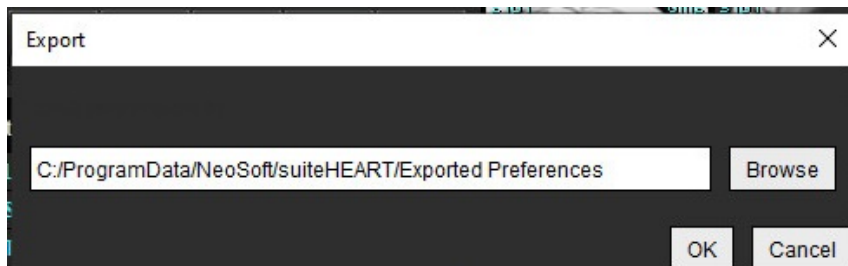 Export
C:/ProgramData/NeoSoft/suiteHEART/Exported Preferences
Browse
OK
Cancel